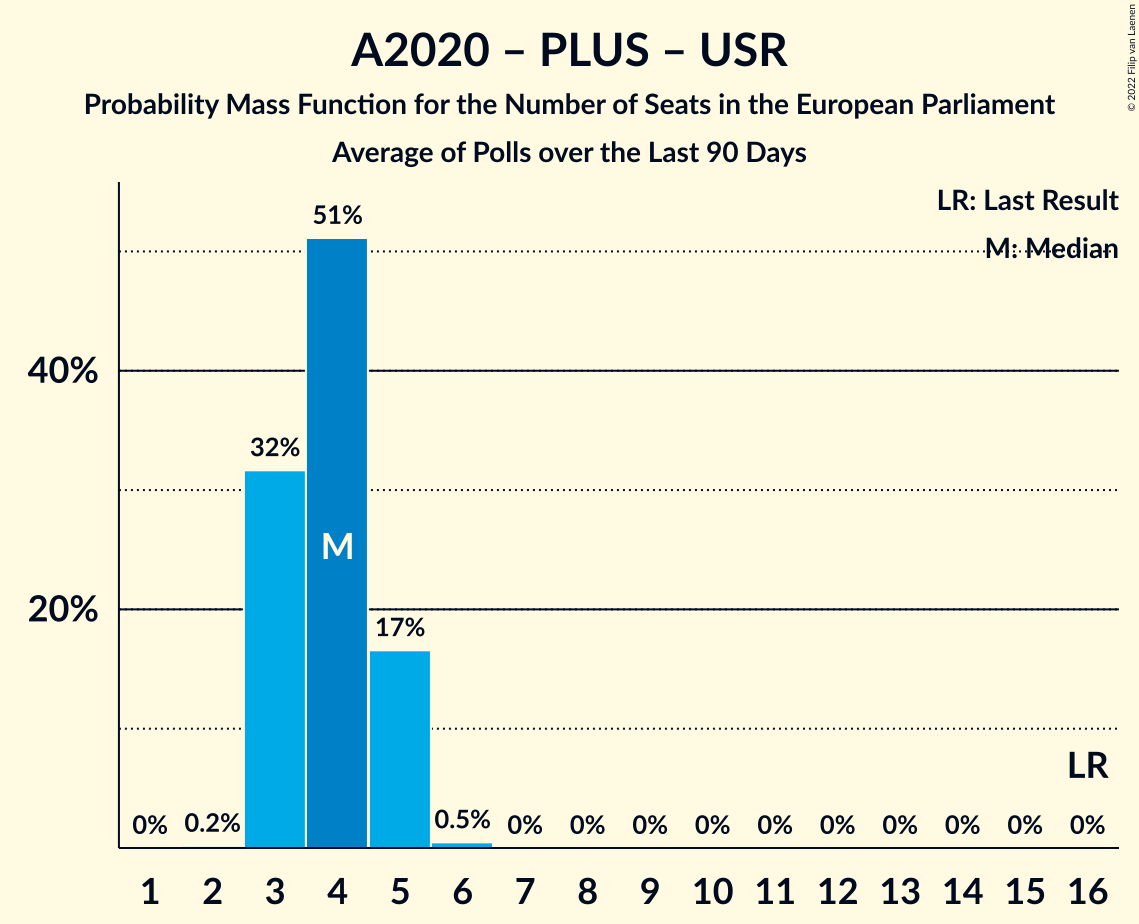 A2020 – PLUS – USR
Probability Mass Function for the Number of Seats in the European Parliament
Average of Polls over the Last 90 Days
© 2022 Filip van Laenen
LR: Last Result
M: Median
51%
40%
32%
M
20%
17%
LR
0% 0.2% 0.5% 0% 0% 0% 0% 0% 0% 0% 0% 0% 0%
1 2 3 4 5 6 7 8 9 10 11 12 13 14 15 16